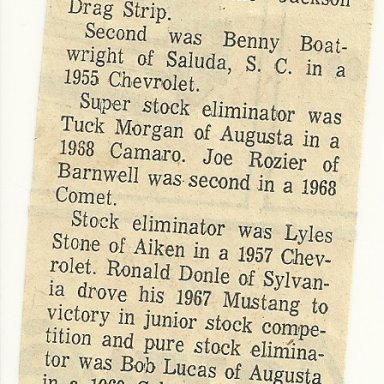 Jackson
Drag Strip.
Second was Benny Boat-
wright of Saluda, S. C. in a
1955 Chevrolet.
Super stock eliminator was
Tuck Morgan of Augusta in a
1968 Camaro. Joe Rozier of
Barnwell was second in a 1968
Comet.
Stock eliminator was Lyles
Stone of Aiken in a 1957 Chev-
rolet. Ronald Donle of Sylvan-
ia drove his 1967 Mustang to
victory in junior stock compe-
tition and pure stock elimina-
tor was Bob Lucas of Augusta
in a